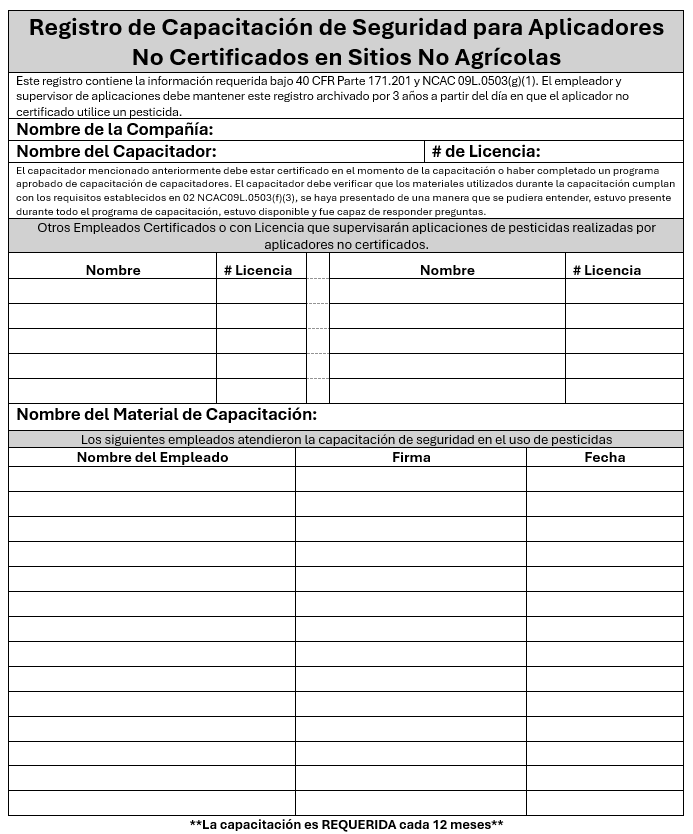 Registro de Capacitación de Seguridad para Aplicadores
No Certificados en Sitios No Agrícolas
Este registro contiene la información requerida bajo 40 CFR Parte 171.201 y NCAC 09L.0503(g)(1). El empleador y
supervisor de aplicaciones debe mantener este registro archivado por 3 años a partir del día en que el aplicador no
certificado utilice un pesticida.
Nombre de la Compañía:
Nombre del Capacitador: # de Licencia:
El capacitador mencionado anteriormente debe estar certificado en el momento de la capacitación o haber completado un programa
aprobado de capacitación de capacitadores. El capacitador debe verificar que los materiales utilizados durante la capacitación cumplan
con los requisitos establecidos en 02 NCAC09L.0503(f)(3), se haya presentado de una manera que se pudiera entender, estuvo presente
durante todo el programa de capacitación, estuvo disponible y fue capaz de responder preguntas.
Otros Empleados Certificados o con Licencia que supervisarán aplicaciones de pesticidas realizadas por
aplicadores no certificados.
Nombre # Licencia Nombre # Licencia
Nombre del Material de Capacitación:
Los siguientes empleados atendieron la capacitación de seguridad en el uso de pesticidas
Nombre del Empleado Firma Fecha
**La capacitación es REQUERIDA cada 12 meses**